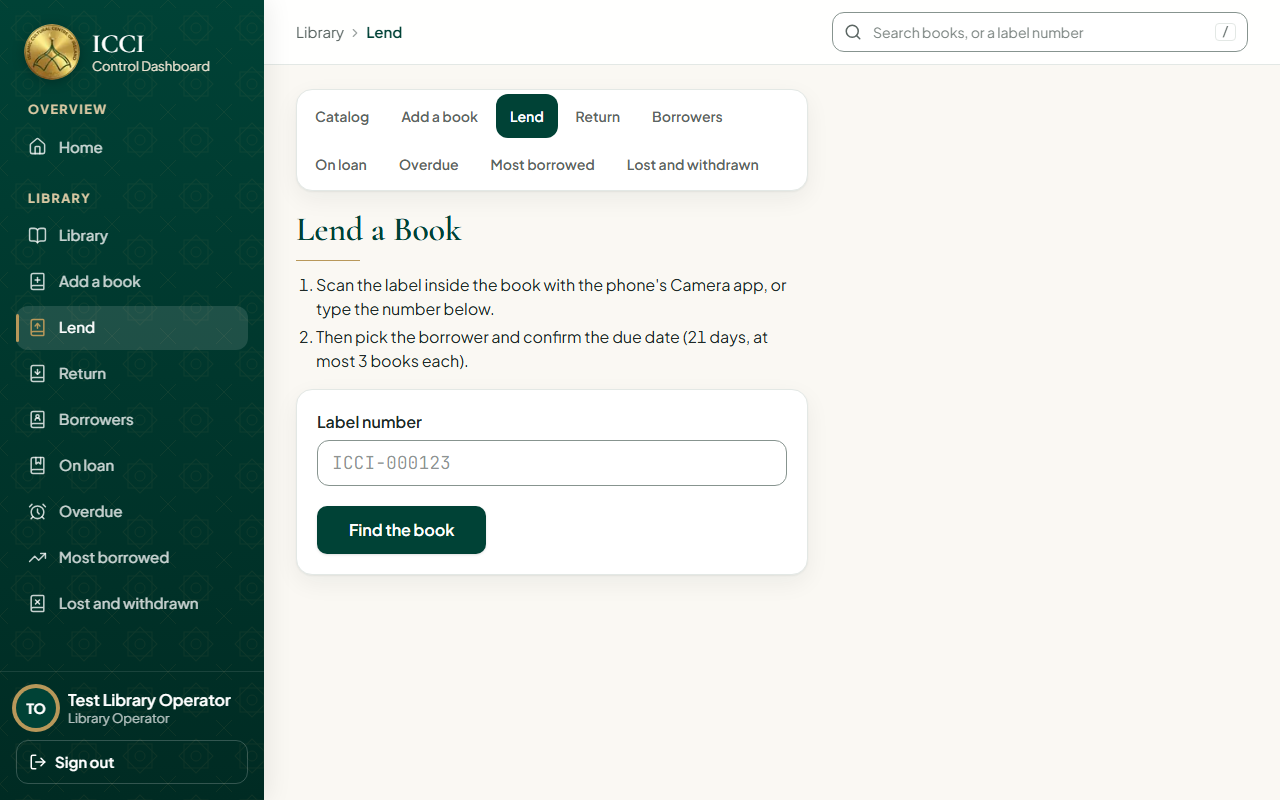 ICCI
Control Dashboard
OVERVIEW
Home
LIBRARY
Library
Add a book
Lend
Return
Borrowers
On loan
Overdue
Most borrowed
Lost and withdrawn
TO
Test Library Operator
Library Operator
Sign out
Library > Lend
Search books, or a label number /
Catalog Add a book Lend Return Borrowers
On loan Overdue Most borrowed Lost and withdrawn
Lend a Book
1. Scan the label inside the book with the phone's Camera app, or
type the number below.
2. Then pick the borrower and confirm the due date (21 days, at
most 3 books each).
Label number
ICCI-000123
Find the book